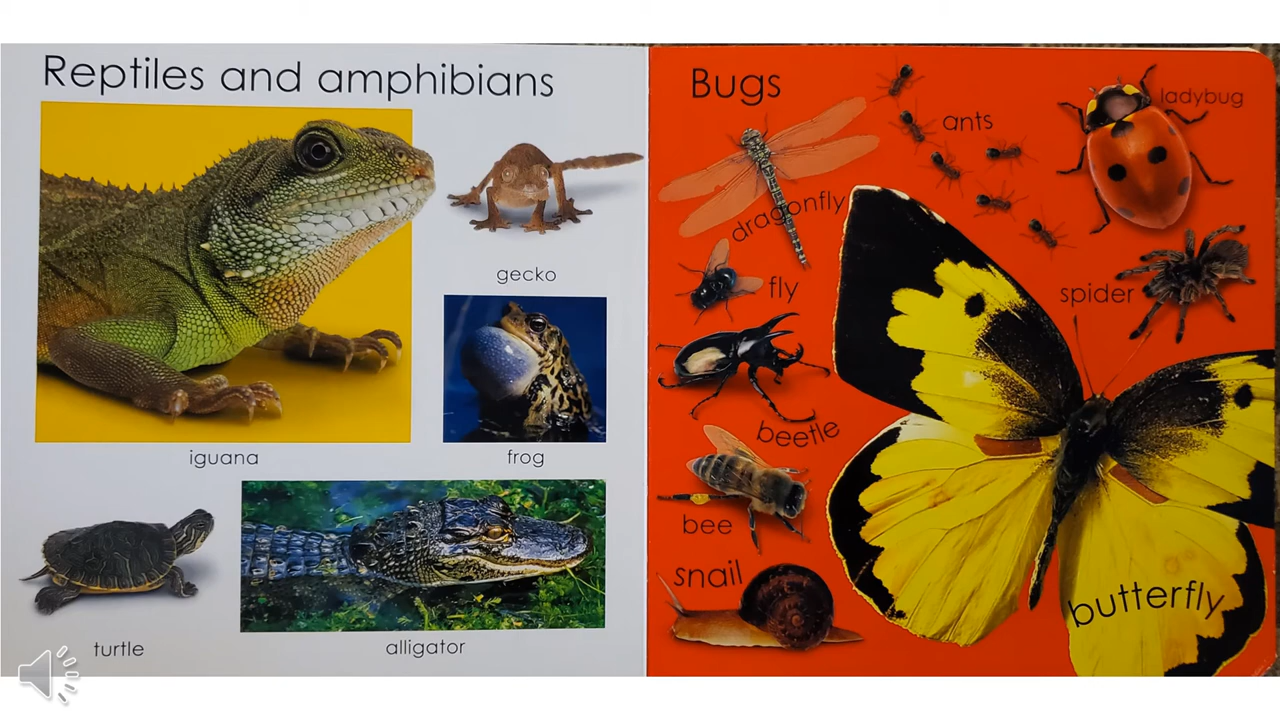 Reptiles and amphibians
gecko
iguana
frog
turtle
alligator
Bugs
ants
ladybug
dragonfly
fly
spider
beetle
bee
snail
butterfly